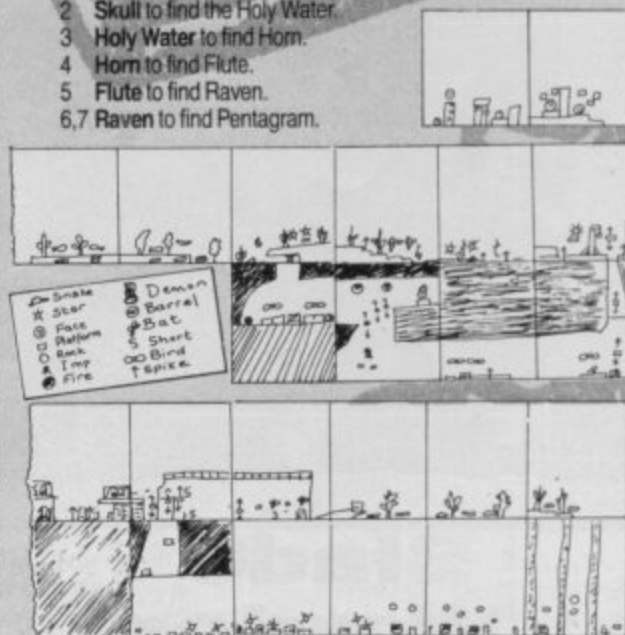 2 Skull to find the Holy Water.
3 Holy Water to find Horn.
4 Horn to find Flute.
5 Flute to find Raven.
6,7 Raven to find Pentagram.
Snake
Star
Face
Platform
Rock
Imp
Fire
Demon
Barrel
Bat
S
Bird
Spike